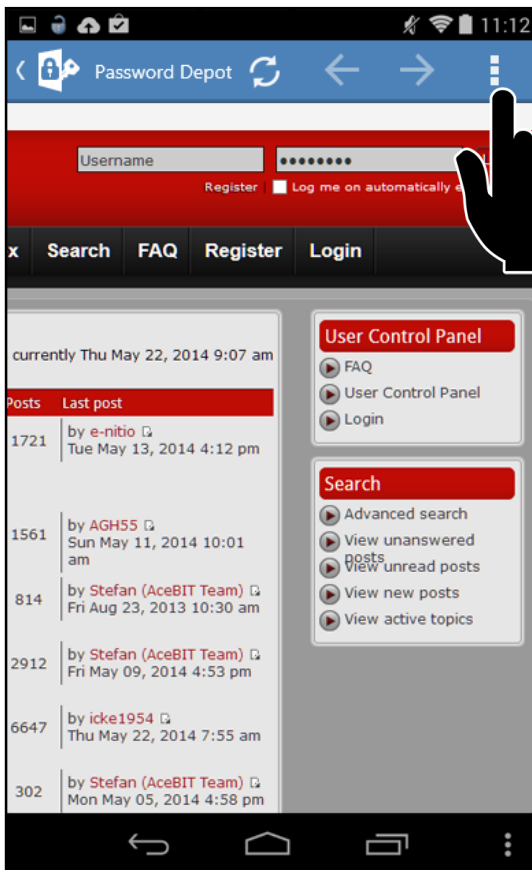 11:12
Password Depot
Username
Register
Log me on automatically e
x Search FAQ Register Login
currently Thu May 22, 2014 9:07 am
Posts Last post
1721
by e-nitio
Tue May 13, 2014 4:12 pm
1561
by AGH55
Sun May 11, 2014 10:01
am
814
by Stefan (AceBIT Team)
Fri Aug 23, 2013 10:30 am
2912
by Stefan (AceBIT Team)
Fri May 09, 2014 4:53 pm
6647
by icke1954
Thu May 22, 2014 7:55 am
302
by Stefan (AceBIT Team)
Mon May 05, 2014 4:58 pm
User Control Panel
FAQ
User Control Panel
Login
Search
Advanced search
View unanswered
posts
View unread posts
View new posts
View active topics